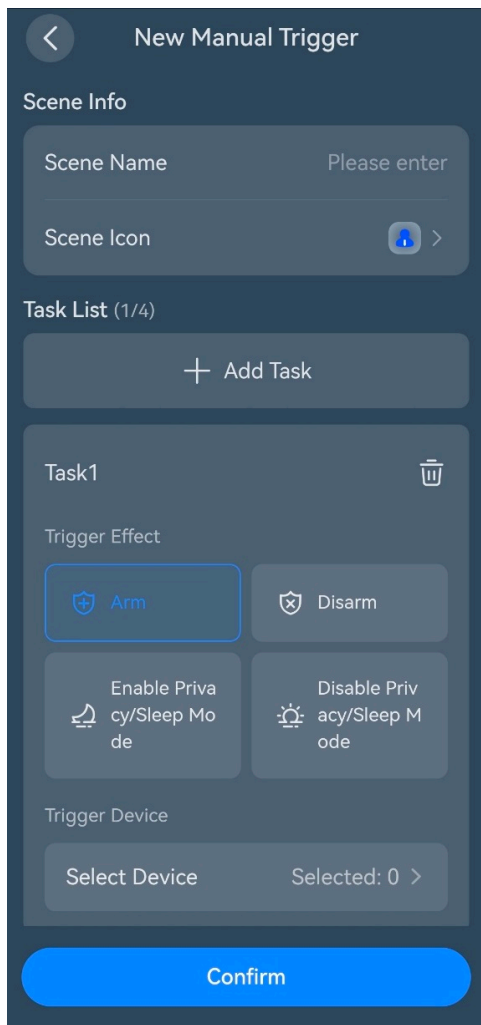 New Manual Trigger
Scene Info
Scene Name Please enter
Scene Icon
Task List (1/4)
Add Task
Task1
Trigger Effect
Arm
Disarm
Enable Priva
cy/Sleep Mo
de
Disable Priv
acy/Sleep M
ode
Trigger Device
Select Device Selected: 0
Confirm